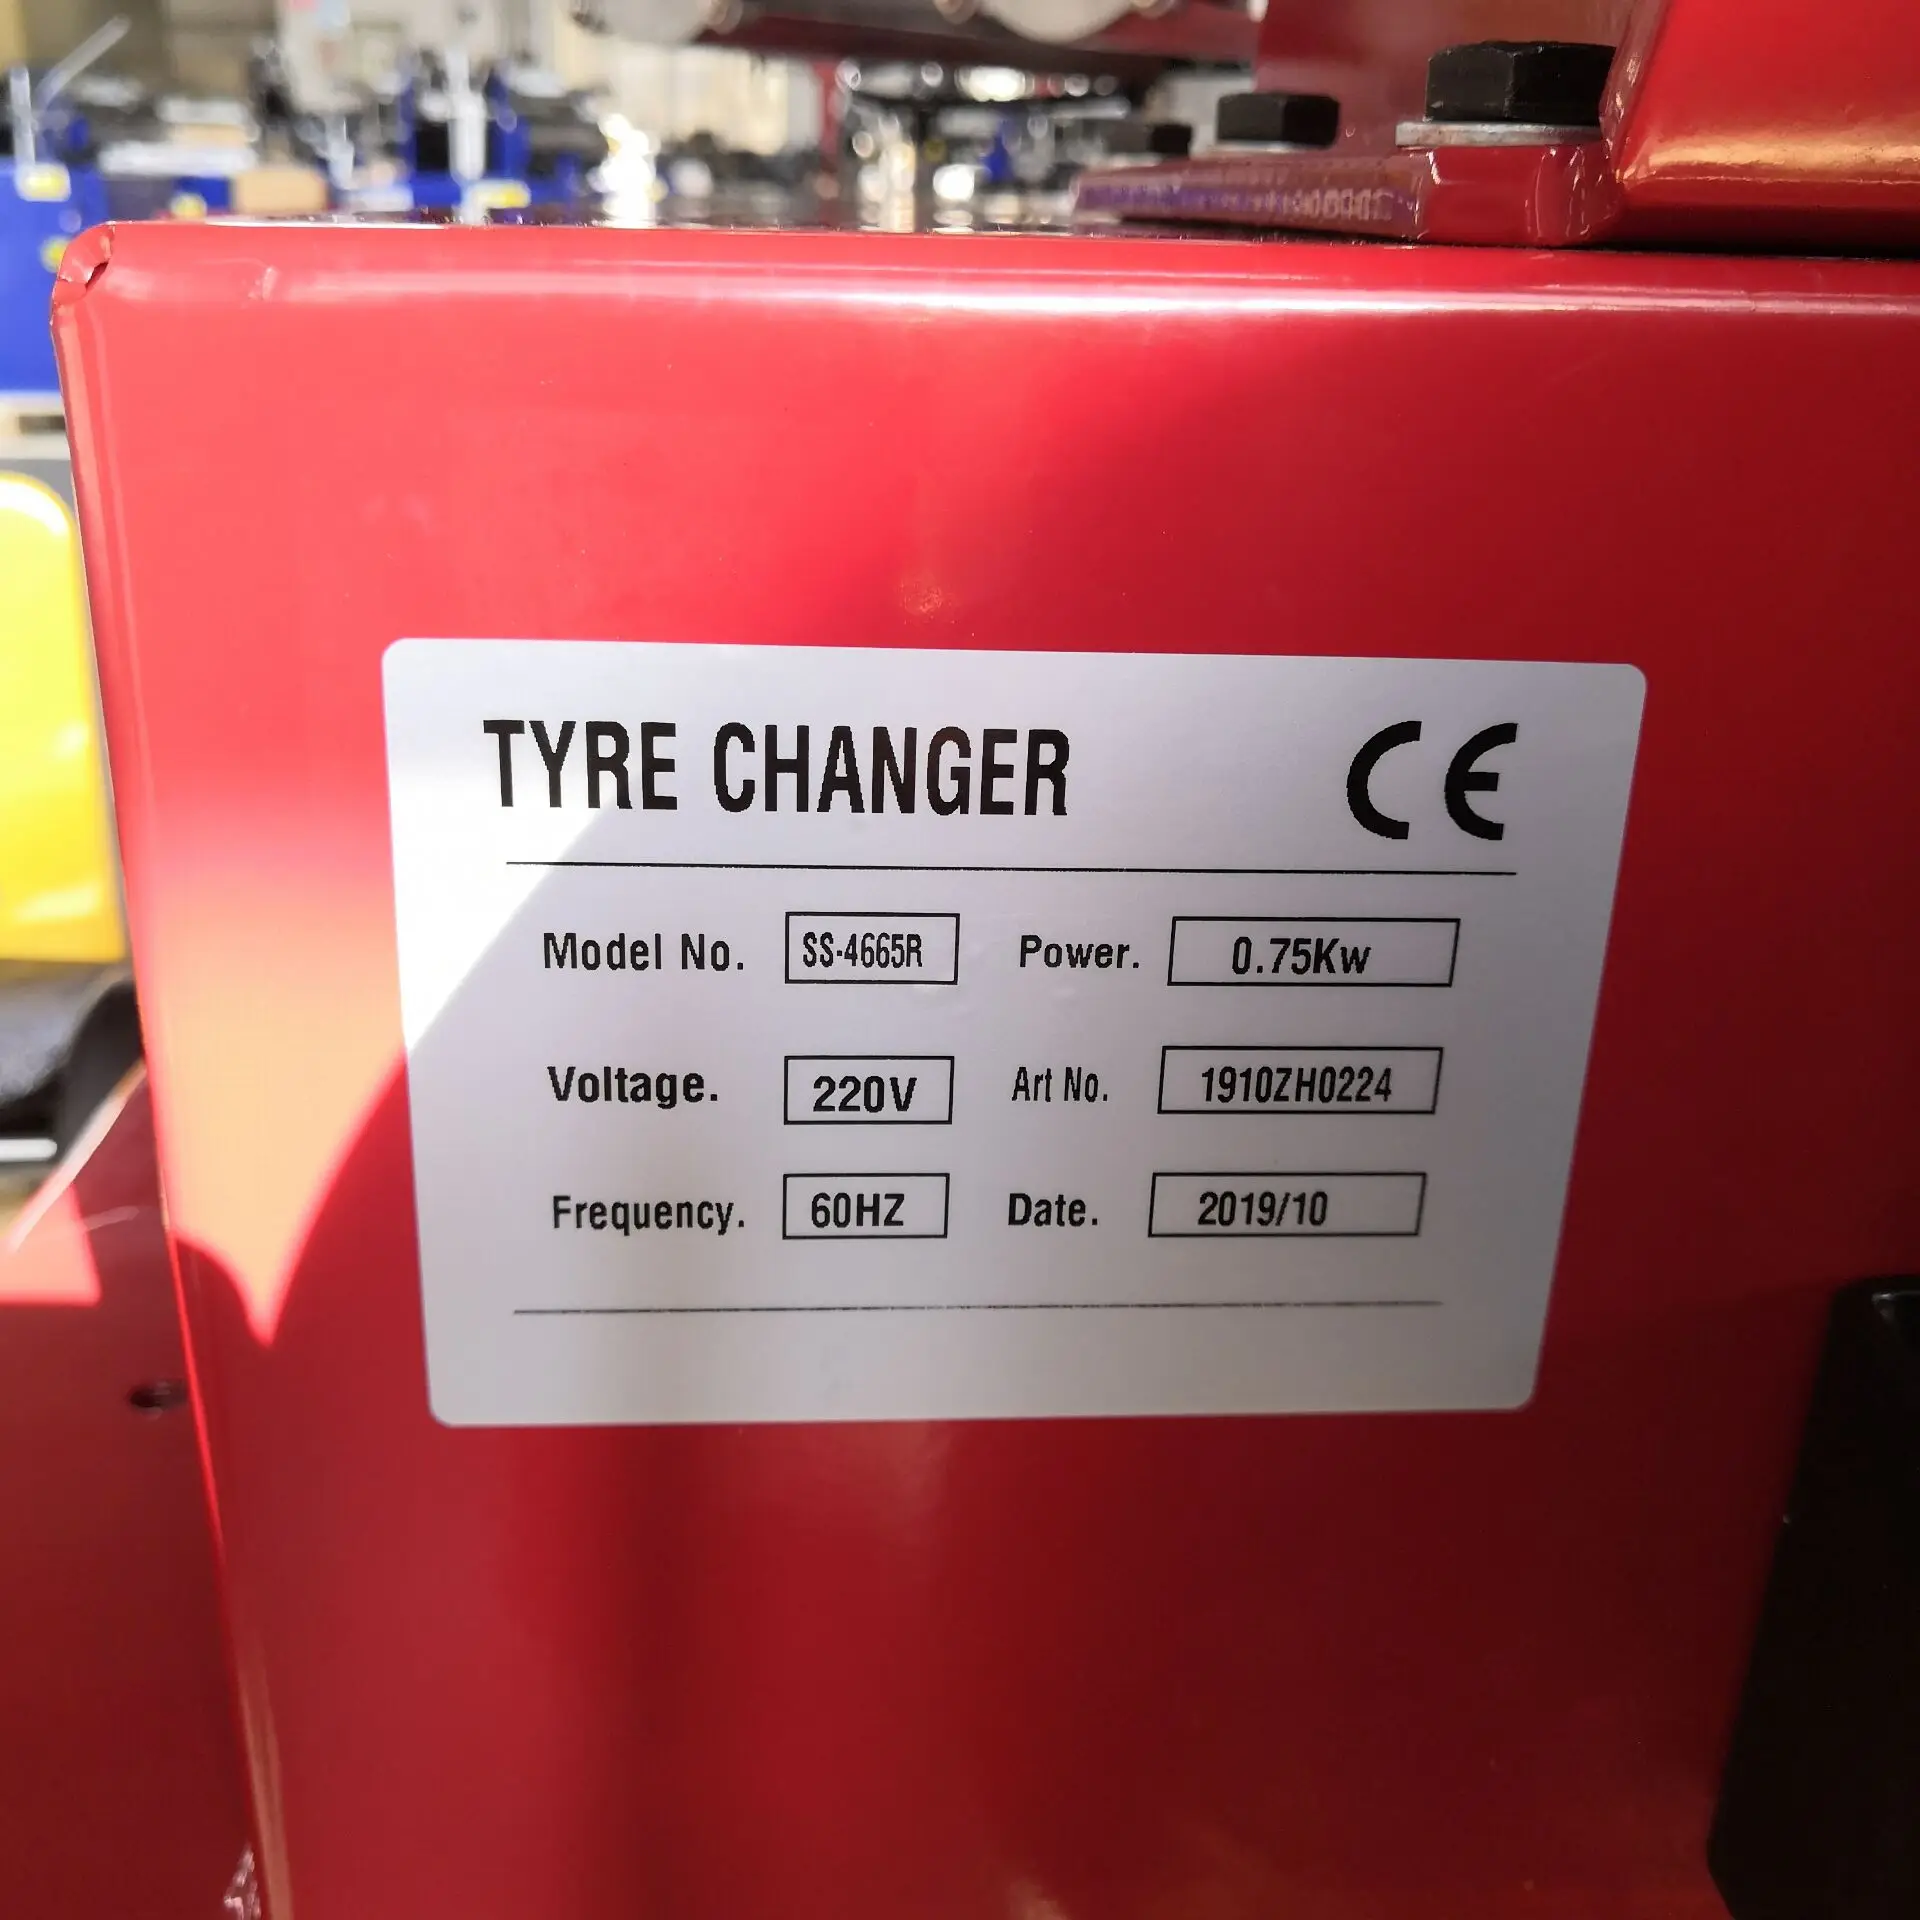 TYRE CHANGER CE
Model No. SS-4665R Power. 0.75Kw
Voltage. 220V Art No. 1910ZH0224
Frequency. 60HZ Date. 2019/10